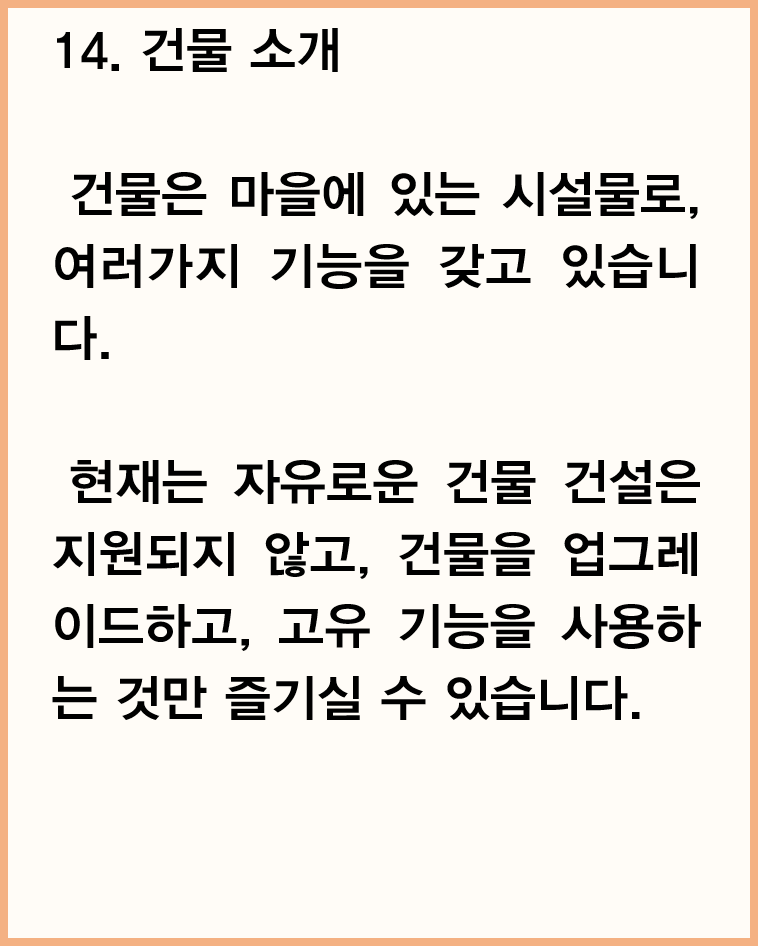 14. 건물 소개
건물은 마을에 있는 시설물로,
여러가지 기능을 갖고 있습니
다.
현재는 자유로운 건물 건설은
지원되지 않고, 건물을 업그레
이드하고, 고유 기능을 사용하
는 것만 즐기실 수 있습니다.